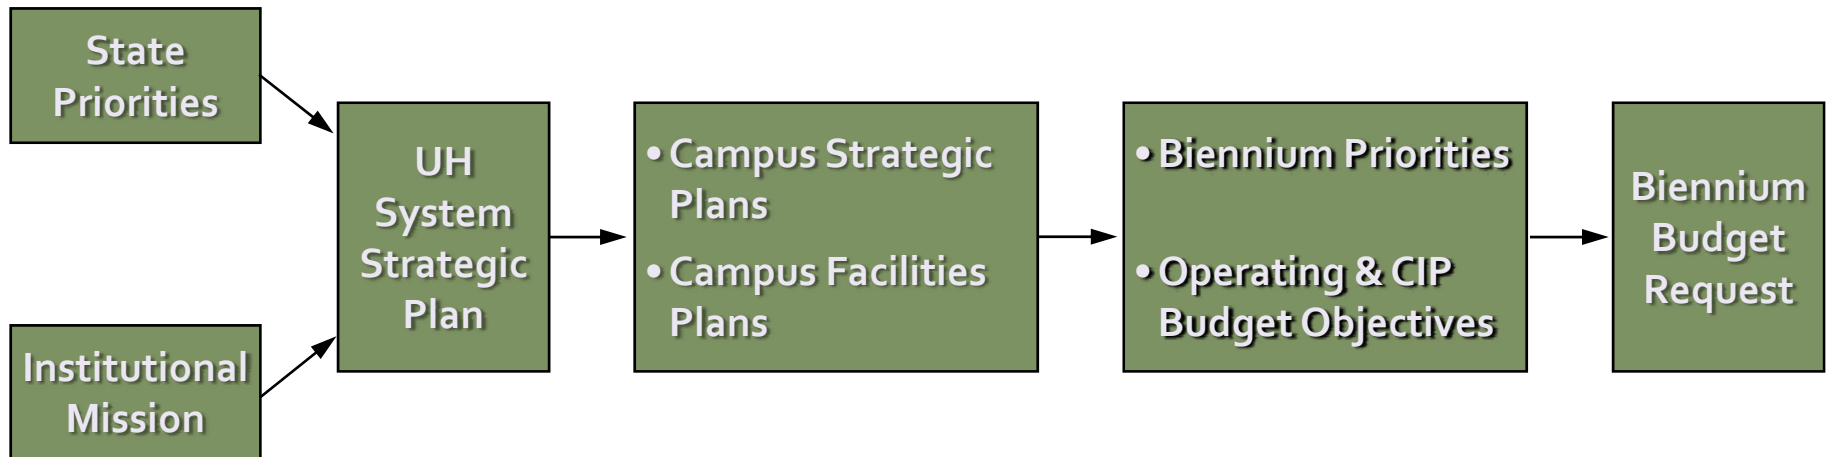 State
Priorities
Institutional
Mission
UH
System
Strategic
Plan
• Campus Strategic
Plans
• Campus Facilities
Plans
• Biennium Priorities
• Operating & CIP
Budget Objectives
Biennium
Budget
Request